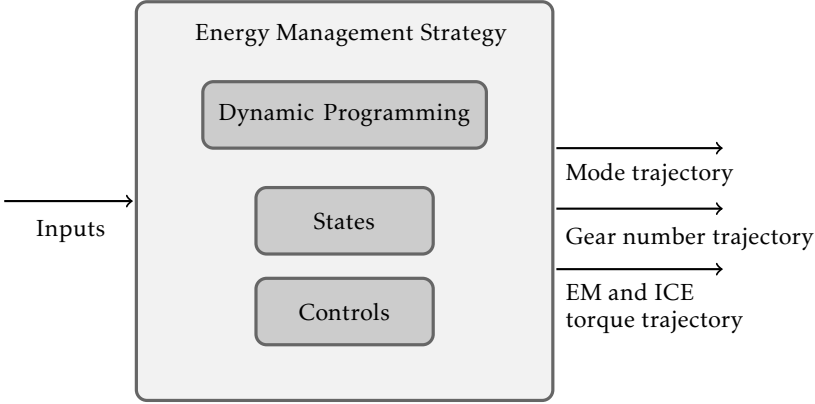 Energy Management Strategy
Dynamic Programming
States
Controls
Inputs
Mode trajectory
Gear number trajectory
EM and ICE
torque trajectory